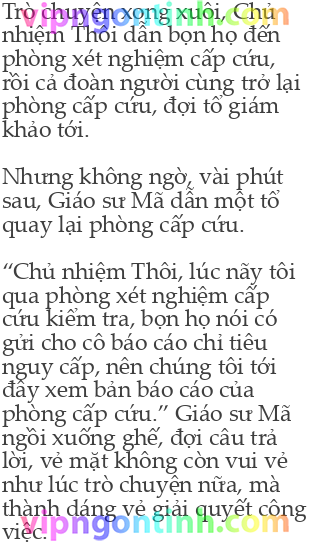 Trò chuyện xong xuôi, Chủ
nhiệm Thôi dẫn bọn họ đến
phòng xét nghiệm cấp cứu,
rồi cả đoàn người cùng trở lại
phòng cấp cứu, đợi tổ giám
khảo tới.
Nhưng không ngờ, vài phút
sau, Giáo sư Mã dẫn một tổ
quay lại phòng cấp cứu.
“Chủ nhiệm Thôi, lúc nãy tôi
qua phòng xét nghiệm cấp
cứu kiểm tra, bọn họ nói có
gửi cho cô báo cáo chỉ tiêu
nguy cấp, nên chúng tôi tới
đây xem bản báo cáo của
phòng cấp cứu.” Giáo sư Mã
ngồi xuống ghế, đợi câu trả
lời, vẻ mặt không còn vui vẻ
như lúc trò chuyện nữa, mà
thành dáng vẻ giải quyết công
việc.
vipngontinh.com
vipngontinh.com